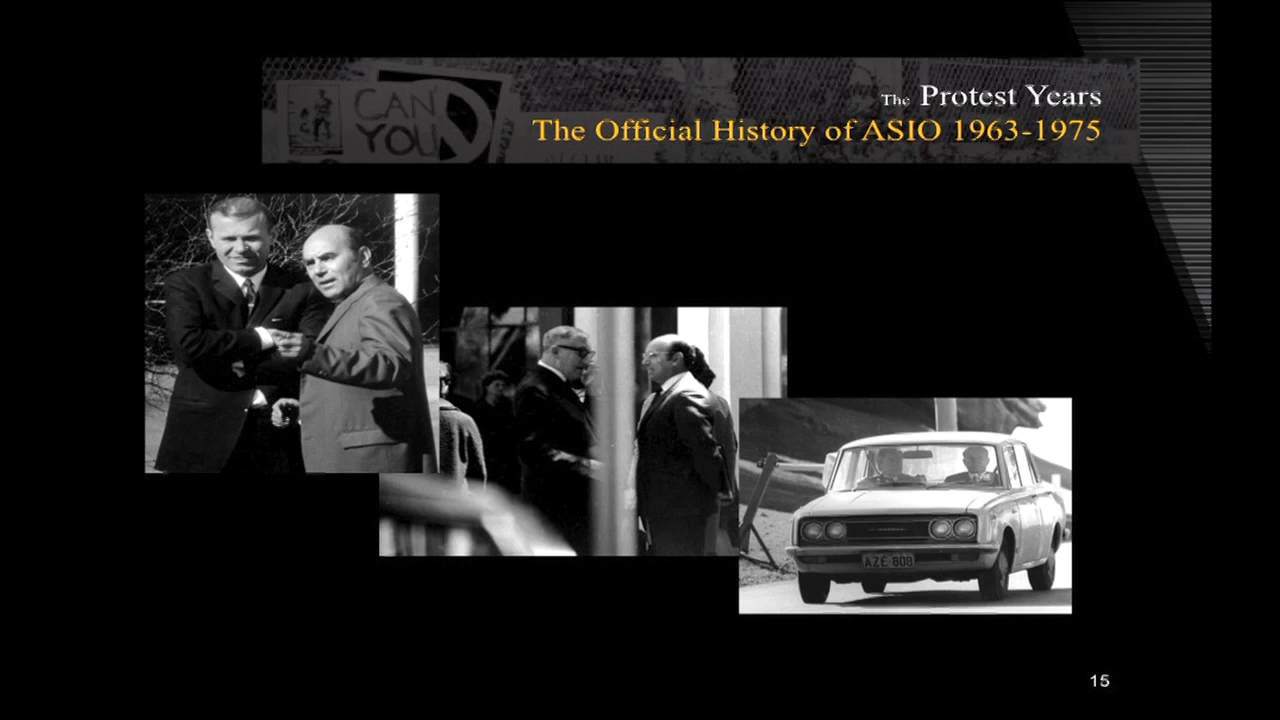 The Protest Years
The Official History of ASIO 1963-1975
CAN
YOU
AZE 808
15